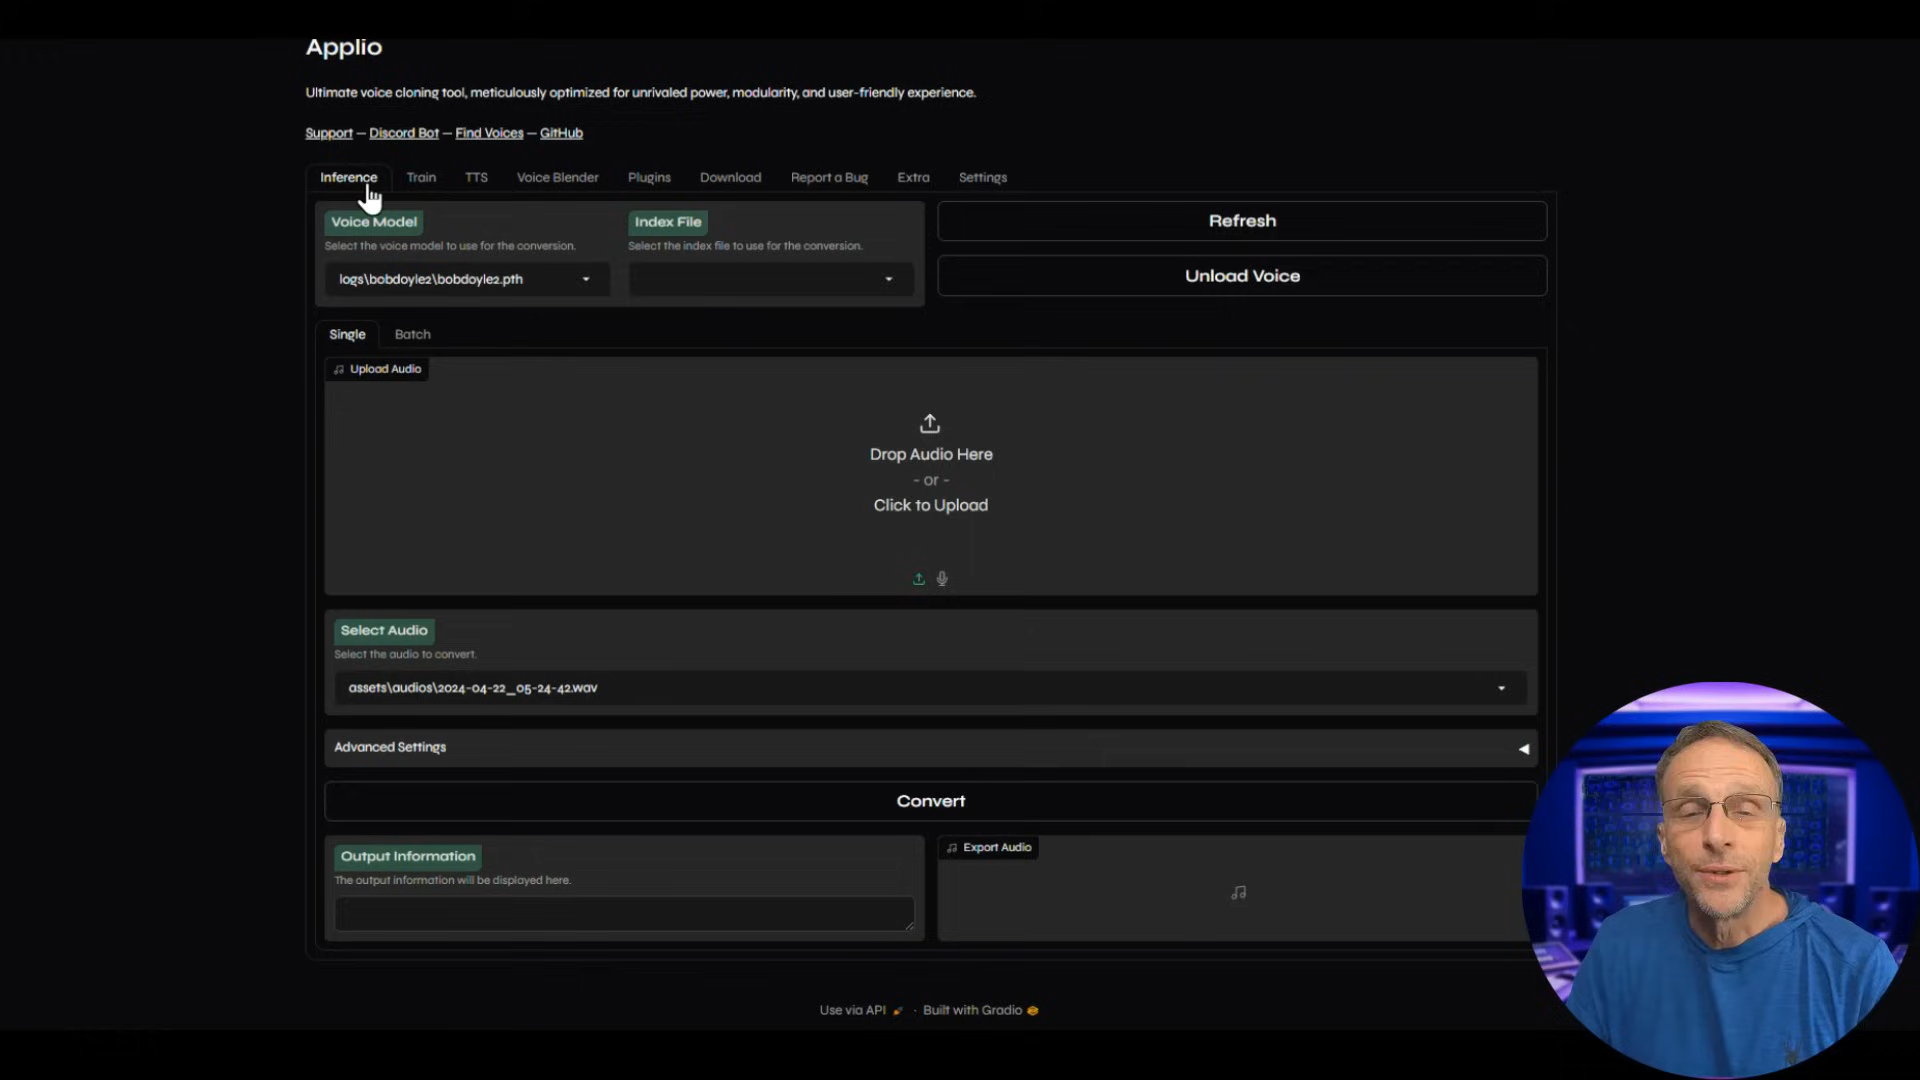 Applio
Ultimate voice cloning tool, meticulously optimized for unrivaled power, modularity, and user-friendly experience.
Support — Discord Bot — Find Voices — GitHub
Inference Train TTS Voice Blender Plugins Download Report a Bug Extra Settings
Voice Model
Select the voice model to use for the conversion.
logs\bobdoyle2\bobdoyle2.pth
Index File
Select the index file to use for the conversion.
Refresh
Unload Voice
Single Batch
Upload Audio
Drop Audio Here
- or -
Click to Upload
Select Audio
Select the audio to convert.
assets\audios\2024-04-22_05-24-42.wav
Advanced Settings
Convert
Output Information
The output information will be displayed here.
Export Audio
Use via API · Built with Gradio